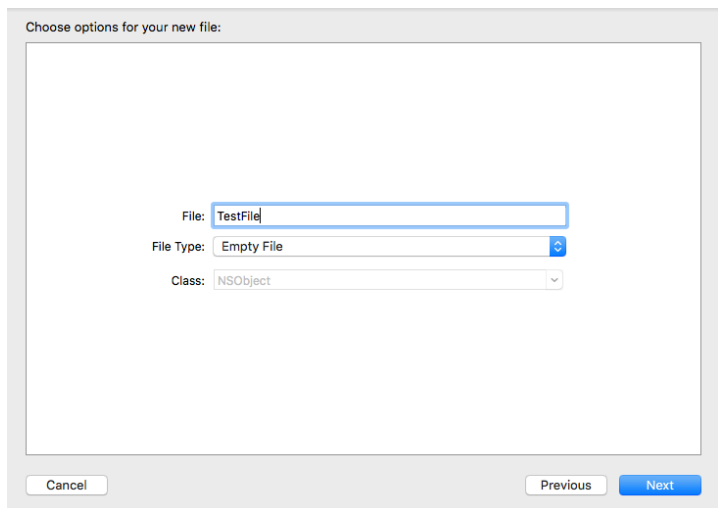 Choose options for your new file:
File: TestFile
File Type: Empty File
Class: NSObject
Cancel Previous Next